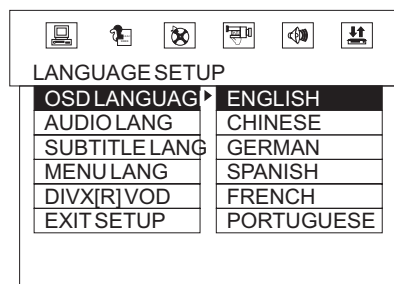 LANGUAGE SETUP
OSD LANGUAG
AUDIO LANG
SUBTITLE LANG
MENU LANG
DIVX[R] VOD
EXIT SETUP
ENGLISH
CHINESE
GERMAN
SPANISH
FRENCH
PORTUGUESE